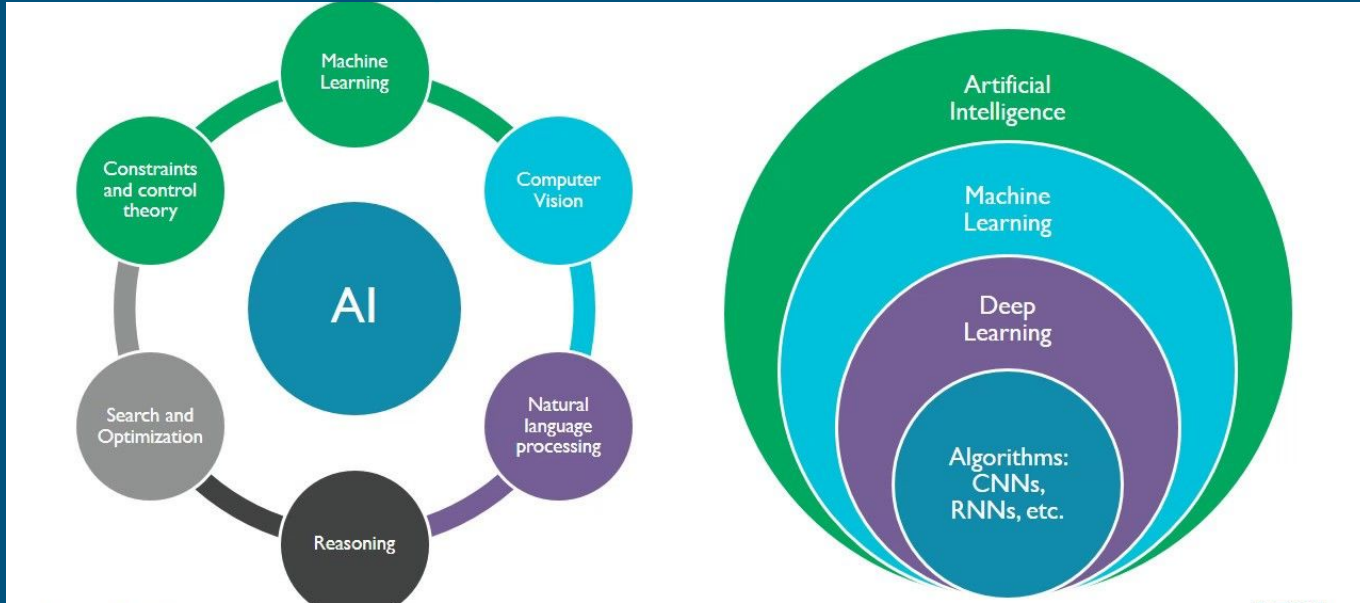 Machine
Learning
Constraints
and control
theory
Computer
Vision
AI
Search and
Optimization
Natural
language
processing
Reasoning
Artificial
Intelligence
Machine
Learning
Deep
Learning
Algorithms:
CNNs,
RNNs, etc.